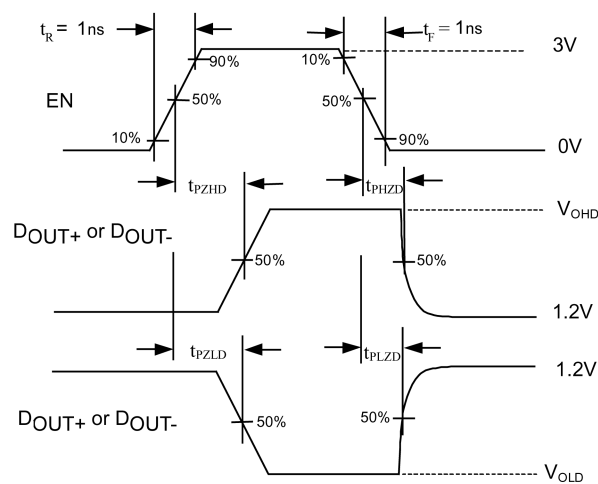 tR = 1ns
tF = 1ns
3V
90%
10%
EN
50%
50%
10%
90%
0V
tPZHD
tPHZD
VOHD
DOUT+ or DOUT-
50%
50%
1.2V
tPZLD
tPLZD
1.2V
DOUT+ or DOUT-
50%
50%
VOLD